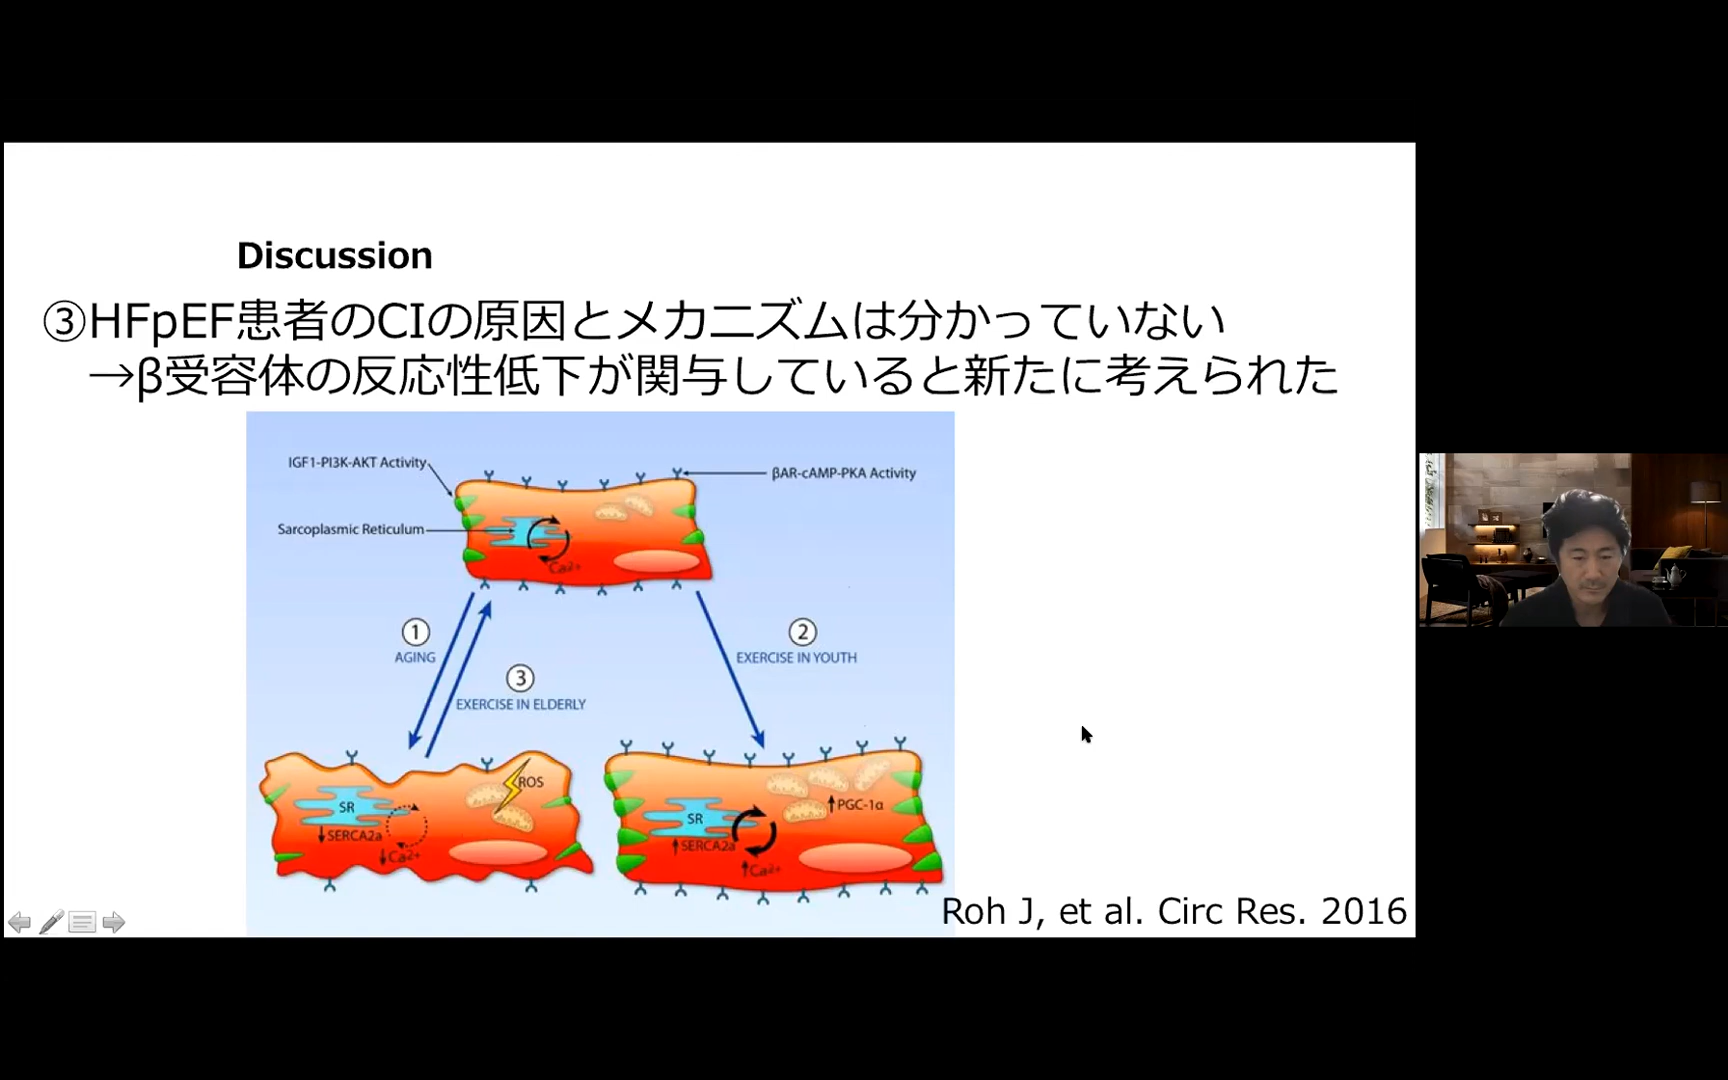 Discussion
③HFpEF患者のCIの原因とメカニズムは分かっていない
→β受容体の反応性低下が関与していると新たに考えられた
IGF1-PI3K-AKT Activity
βAR-cAMP-PKA Activity
Sarcoplasmic Reticulum
Ca2+
1
AGING
2
EXERCISE IN YOUTH
3
EXERCISE IN ELDERLY
ROS
SR
↓SERCA2a
↓Ca2+
↑PGC-1α
SR
↑SERCA2a
↑Ca2+
Roh J, et al. Circ Res. 2016